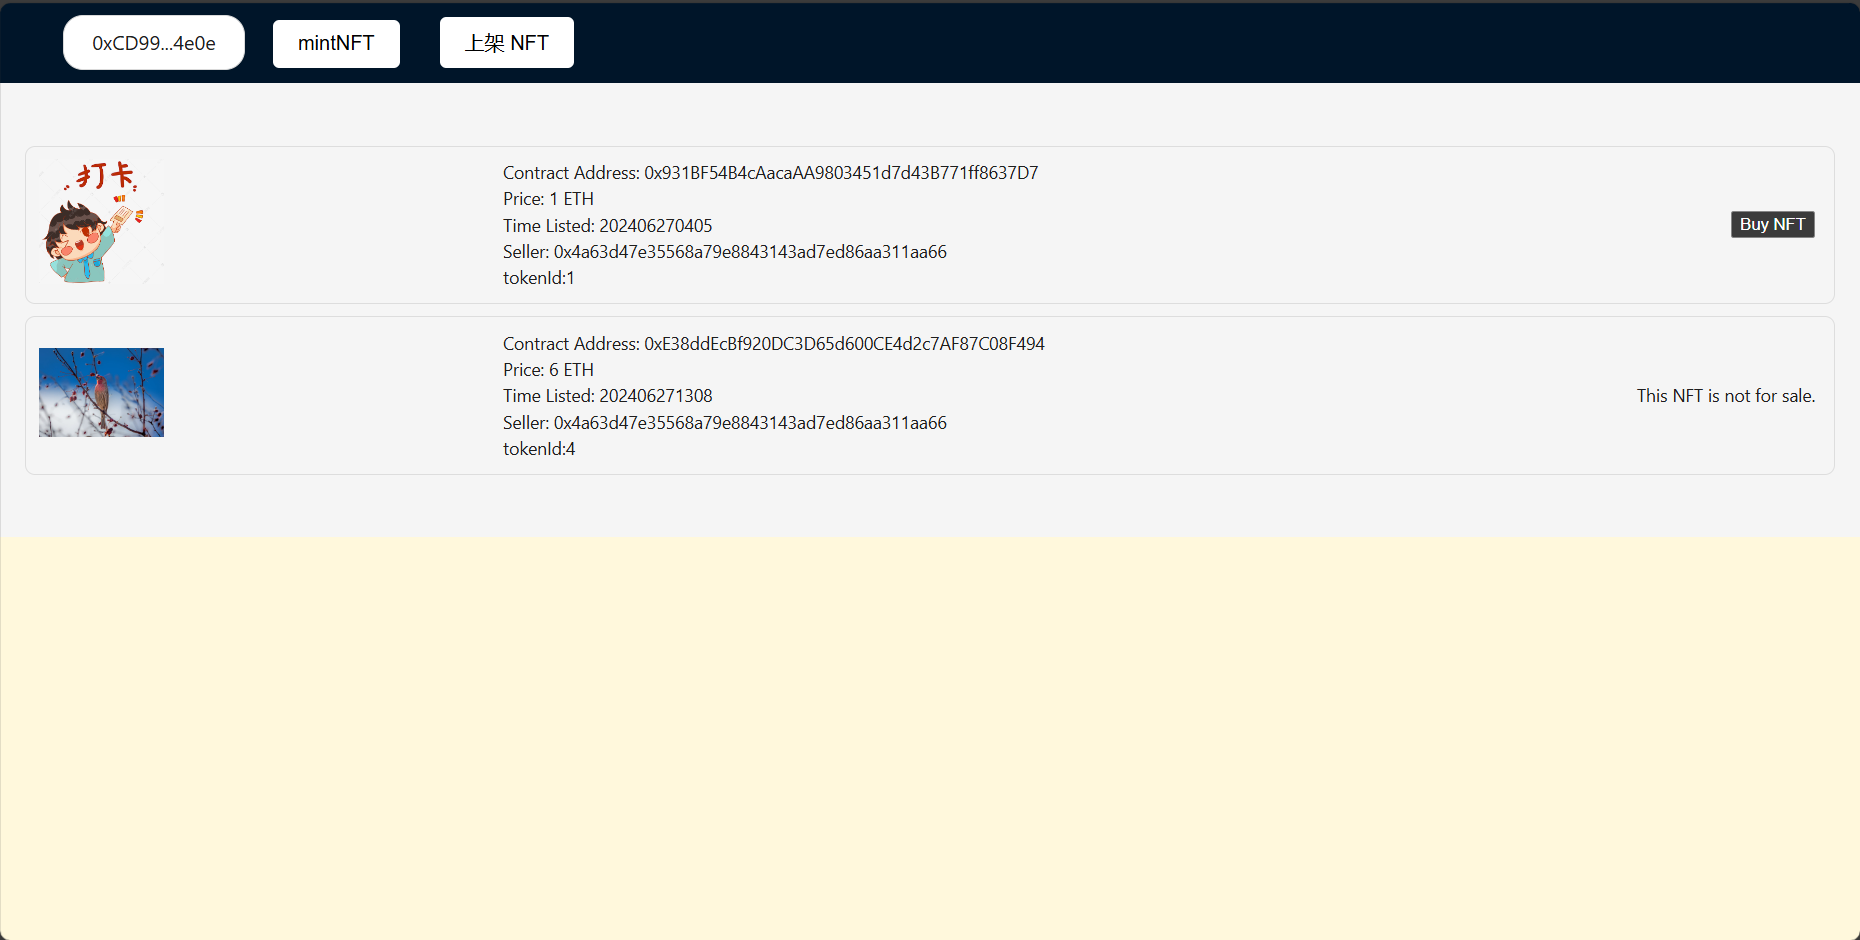 0xCD99...4e0e
mintNFT
上架 NFT
打卡
Contract Address: 0x931BF54B4cAacaAA9803451d7d43B771ff8637D7
Price: 1 ETH
Time Listed: 202406270405
Seller: 0x4a63d47e35568a79e8843143ad7ed86aa311aa66
tokenId:1
Buy NFT
Contract Address: 0xE38ddEcBf920DC3D65d600CE4d2c7AF87C08F494
Price: 6 ETH
Time Listed: 202406271308
Seller: 0x4a63d47e35568a79e8843143ad7ed86aa311aa66
tokenId:4
This NFT is not for sale.